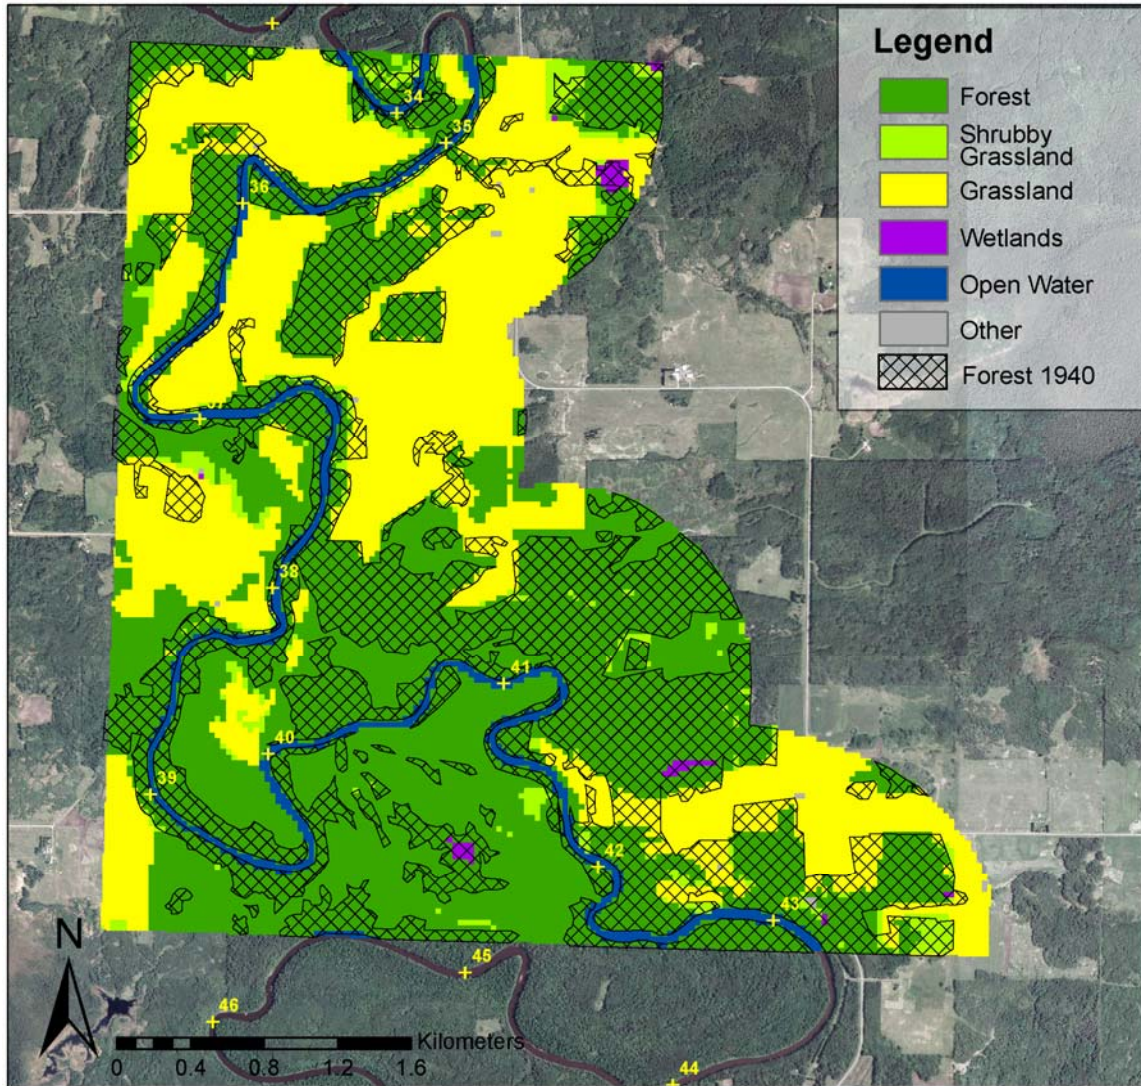 Legend
Forest
Shrubby
Grassland
Grassland
Wetlands
Open Water
Other
Forest 1940
34
35
36
38
41
40
39
42
43
45
46
44
N
Kilometers
0 0.4 0.8 1.2 1.6